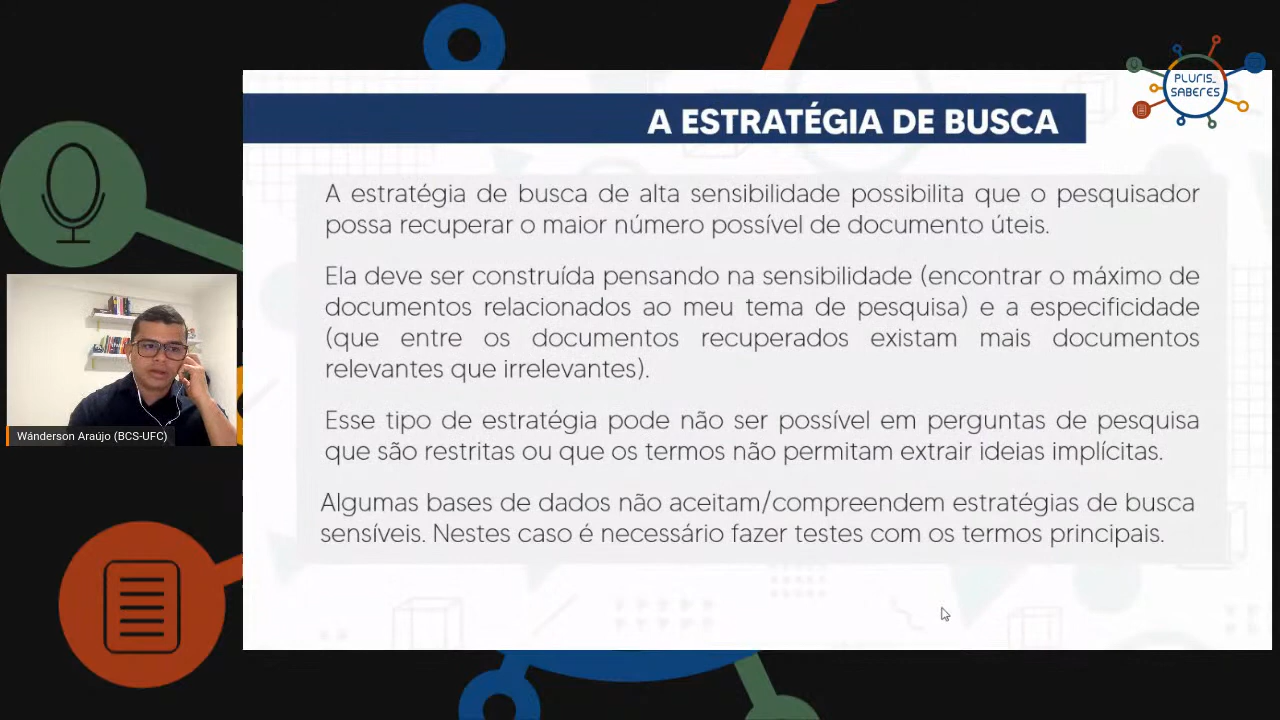 PLURIS_
SABERES
A ESTRATÉGIA DE BUSCA
A estratégia de busca de alta sensibilidade possibilita que o pesquisador
possa recuperar o maior número possível de documento úteis.
Ela deve ser construída pensando na sensibilidade (encontrar o máximo de
documentos relacionados ao meu tema de pesquisa) e a especificidade
(que entre os documentos recuperados existam mais documentos
relevantes que irrelevantes).
Esse tipo de estratégia pode não ser possível em perguntas de pesquisa
que são restritas ou que os termos não permitam extrair ideias implícitas.
Algumas bases de dados não aceitam/compreendem estratégias de busca
sensíveis. Nestes caso é necessário fazer testes com os termos principais.
Wánderson Araújo (BCS-UFC)